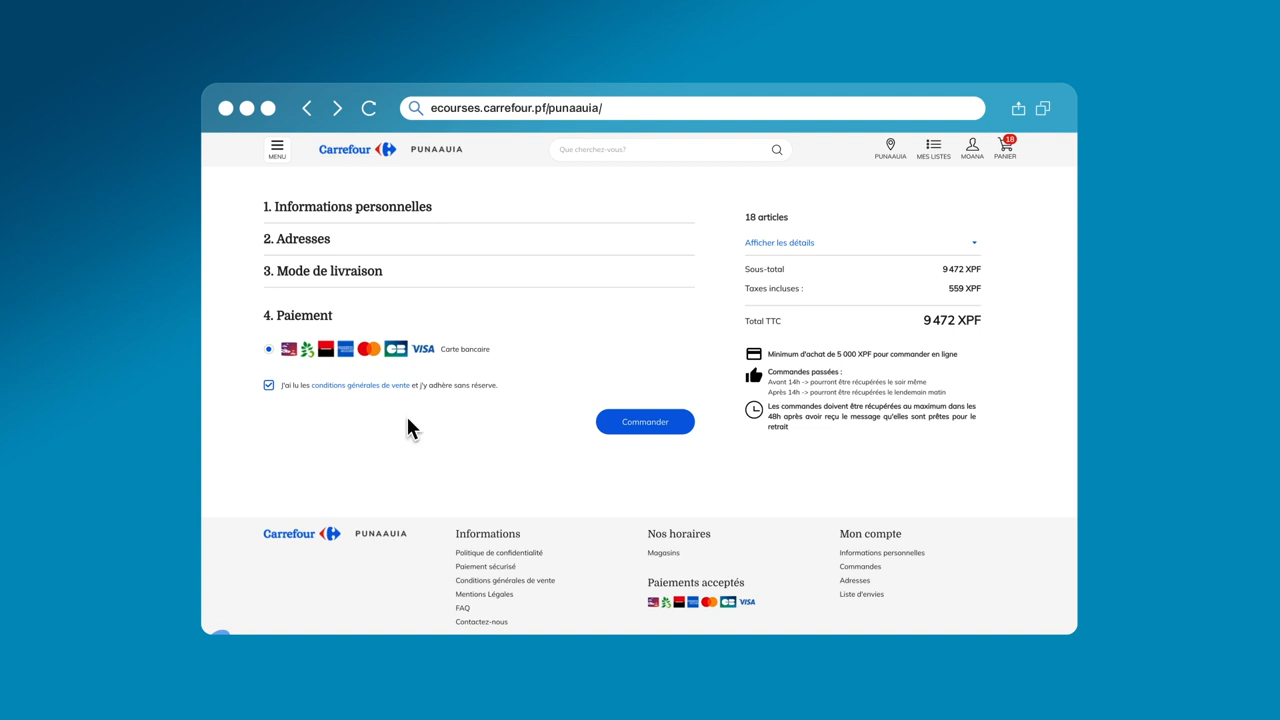 ecourses.carrefour.pf/punaauia/
MENU
Carrefour PUNAAUIA
Que cherchez-vous?
PUNAAUIA
MES LISTES
MOANA
18
PANIER
1. Informations personnelles
2. Adresses
3. Mode de livraison
4. Paiement
VISA Carte bancaire
J'ai lu les conditions générales de vente et j'y adhère sans réserve.
Commander
18 articles
Afficher les détails
Sous-total 9 472 XPF
Taxes incluses : 559 XPF
Total TTC 9 472 XPF
Minimum d'achat de 5 000 XPF pour commander en ligne
Commandes passées :
Avant 14h -> pourront être récupérées le soir même
Après 14h -> pourront être récupérées le lendemain matin
Les commandes doivent être récupérées au maximum dans les
48h après avoir reçu le message qu'elles sont prêtes pour le
retrait
Carrefour PUNAAUIA
Informations
Politique de confidentialité
Paiement sécurisé
Conditions générales de vente
Mentions Légales
FAQ
Contactez-nous
Nos horaires
Magasins
Paiements acceptés
VISA
Mon compte
Informations personnelles
Commandes
Adresses
Liste d'envies